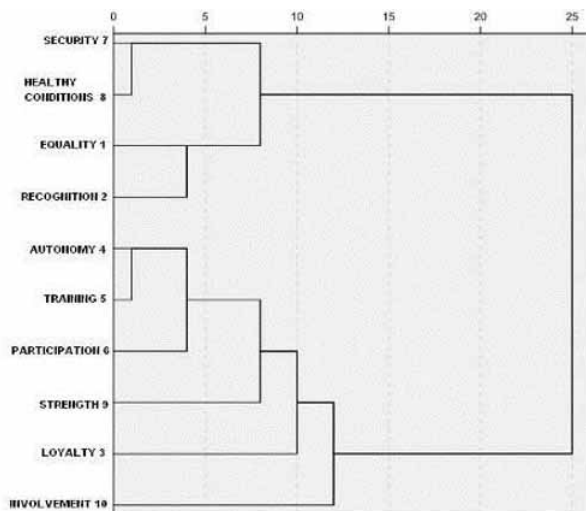 0 5 10 15 20 25
SECURITY 7
HEALTHY
CONDITIONS 8
EQUALITY 1
RECOGNITION 2
AUTONOMY 4
TRAINING 5
PARTICIPATION 6
STRENGTH 9
LOYALTY 3
INVOLVEMENT 10